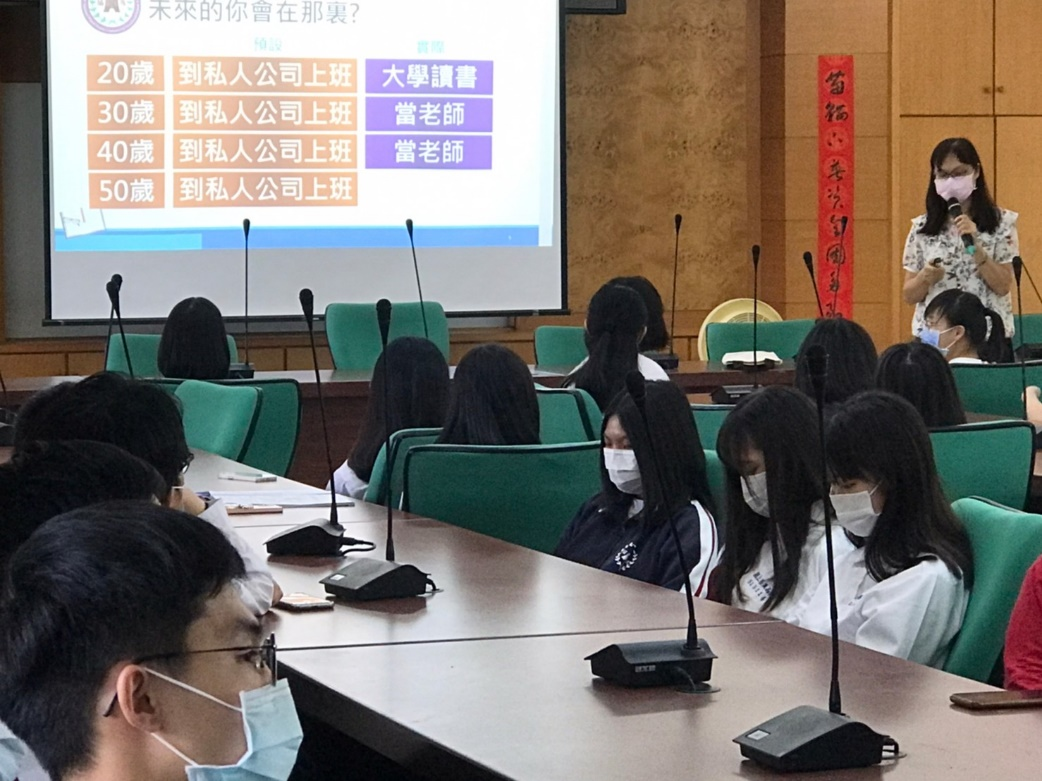 未來的你會在那裏?
預設 實際
20歲 到私人公司上班 大學讀書
30歲 到私人公司上班 當老師
40歲 到私人公司上班 當老師
50歲 到私人公司上班